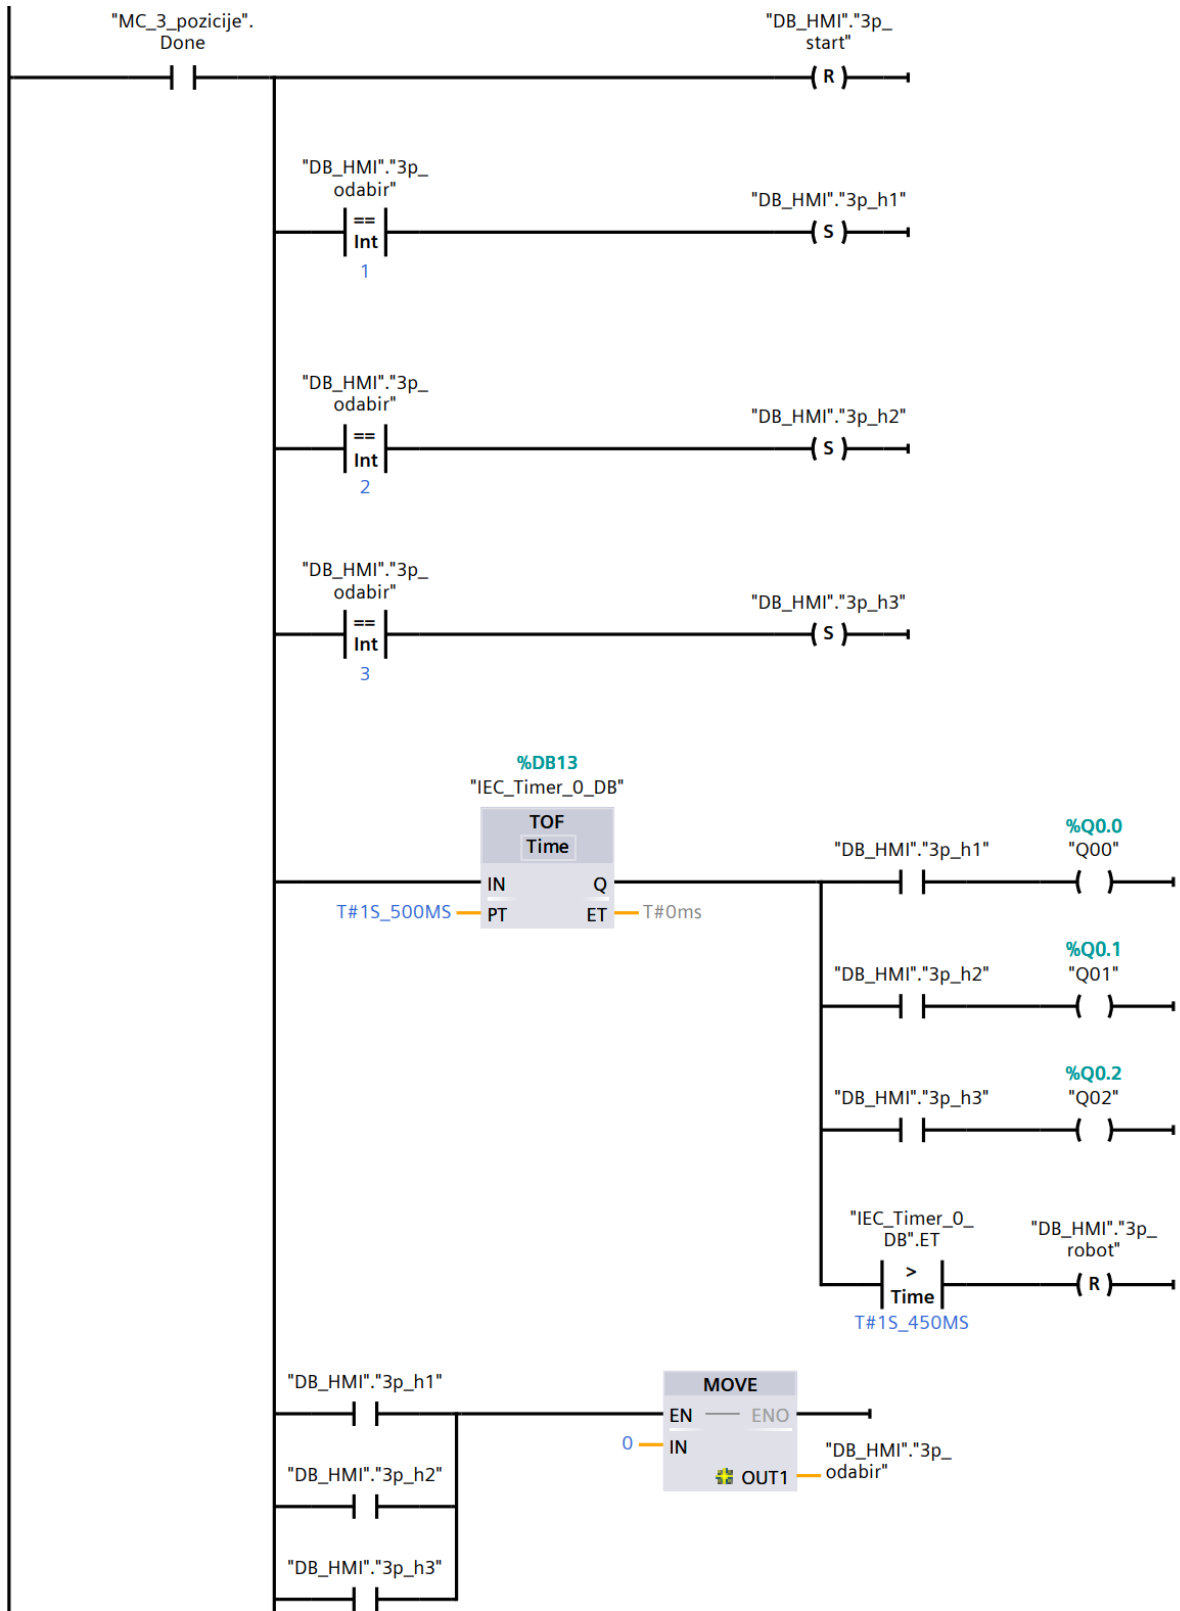 "MC_3_pozicije".
Done
"DB_HMI"."3p_
start"
R
"DB_HMI"."3p_
odabir"
==
Int
1
"DB_HMI"."3p_h1"
S
"DB_HMI"."3p_
odabir"
==
Int
2
"DB_HMI"."3p_h2"
S
"DB_HMI"."3p_
odabir"
==
Int
3
"DB_HMI"."3p_h3"
S
%DB13
"IEC_Timer_0_DB"
TOF
Time
IN Q
T#1S_500MS PT ET T#0ms
%Q0.0
"DB_HMI"."3p_h1" "Q00"
%Q0.1
"DB_HMI"."3p_h2" "Q01"
%Q0.2
"DB_HMI"."3p_h3" "Q02"
"IEC_Timer_0_
DB".ET
>
Time
T#1S_450MS
"DB_HMI"."3p_
robot"
R
"DB_HMI"."3p_h1"
"DB_HMI"."3p_h2"
"DB_HMI"."3p_h3"
MOVE
EN ENO
0 IN
OUT1
"DB_HMI"."3p_
odabir"